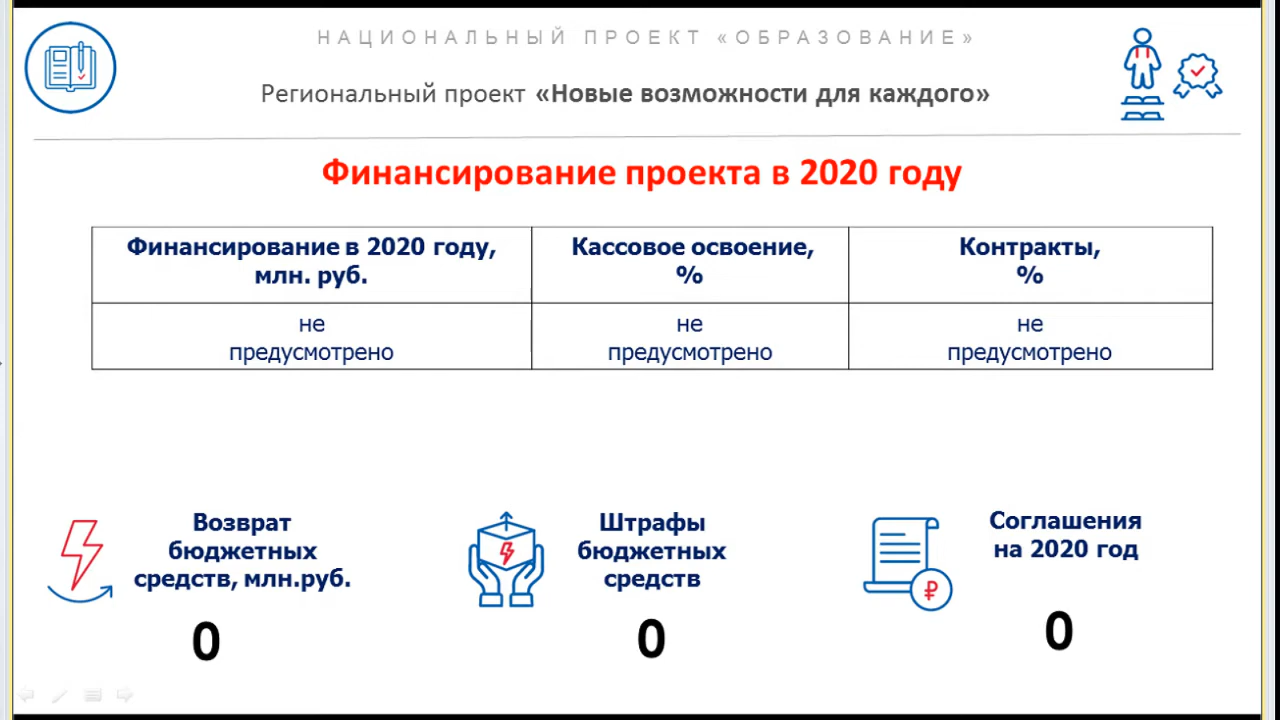 НАЦИОНАЛЬНЫЙ ПРОЕКТ «ОБРАЗОВАНИЕ»
Региональный проект «Новые возможности для каждого»
Финансирование проекта в 2020 году
Финансирование в 2020 году,
млн. руб.
Кассовое освоение,
%
Контракты,
%
не
предусмотрено
не
предусмотрено
не
предусмотрено
Возврат
бюджетных
средств, млн.руб.
0
Штрафы
бюджетных
средств
0
₽
Соглашения
на 2020 год
0